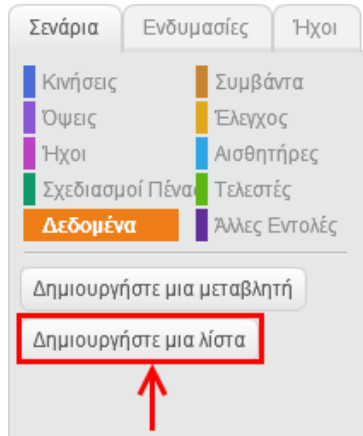 Σενάρια Ενδυμασίες Ήχοι
Κινήσεις Συμβάντα
Όψεις Έλεγχος
Ήχοι Αισθητήρες
Σχεδιασμοί Πένας Τελεστές
Δεδομένα Άλλες Εντολές
Δημιουργήστε μια μεταβλητή
Δημιουργήστε μια λίστα